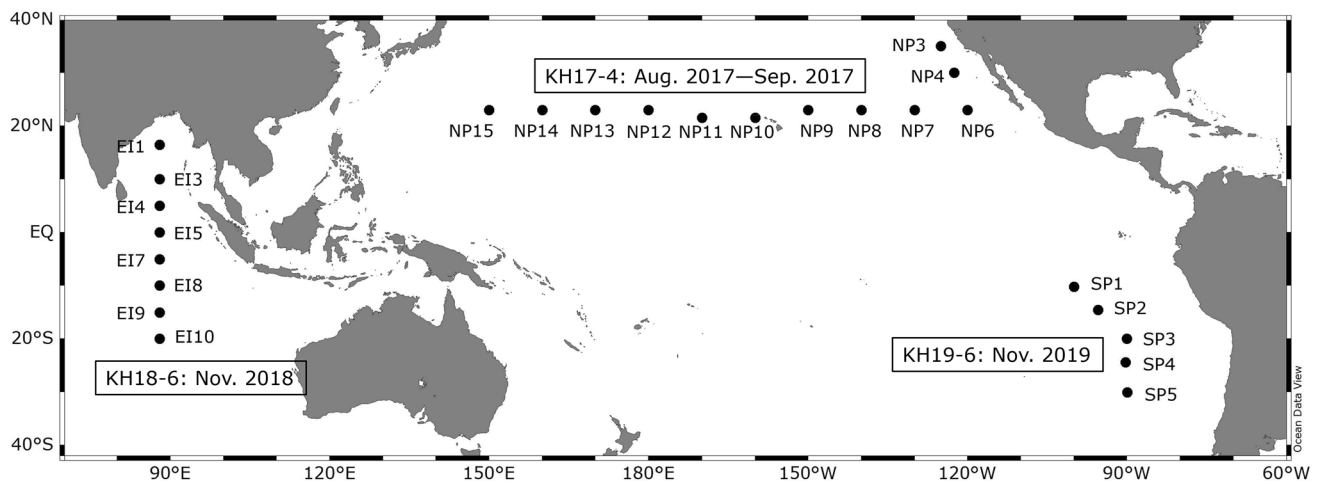 40°N
20°N
EQ
20°S
40°S
NP3
NP4
KH17-4: Aug. 2017—Sep. 2017
NP15 NP14 NP13 NP12 NP11 NP10 NP9 NP8 NP7 NP6
EI1
EI3
EI4
EI5
EI7
EI8
EI9
EI10
KH18-6: Nov. 2018
SP1
SP2
SP3
SP4
SP5
KH19-6: Nov. 2019
Ocean Data View
90°E 120°E 150°E 180°E 150°W 120°W 90°W 60°W